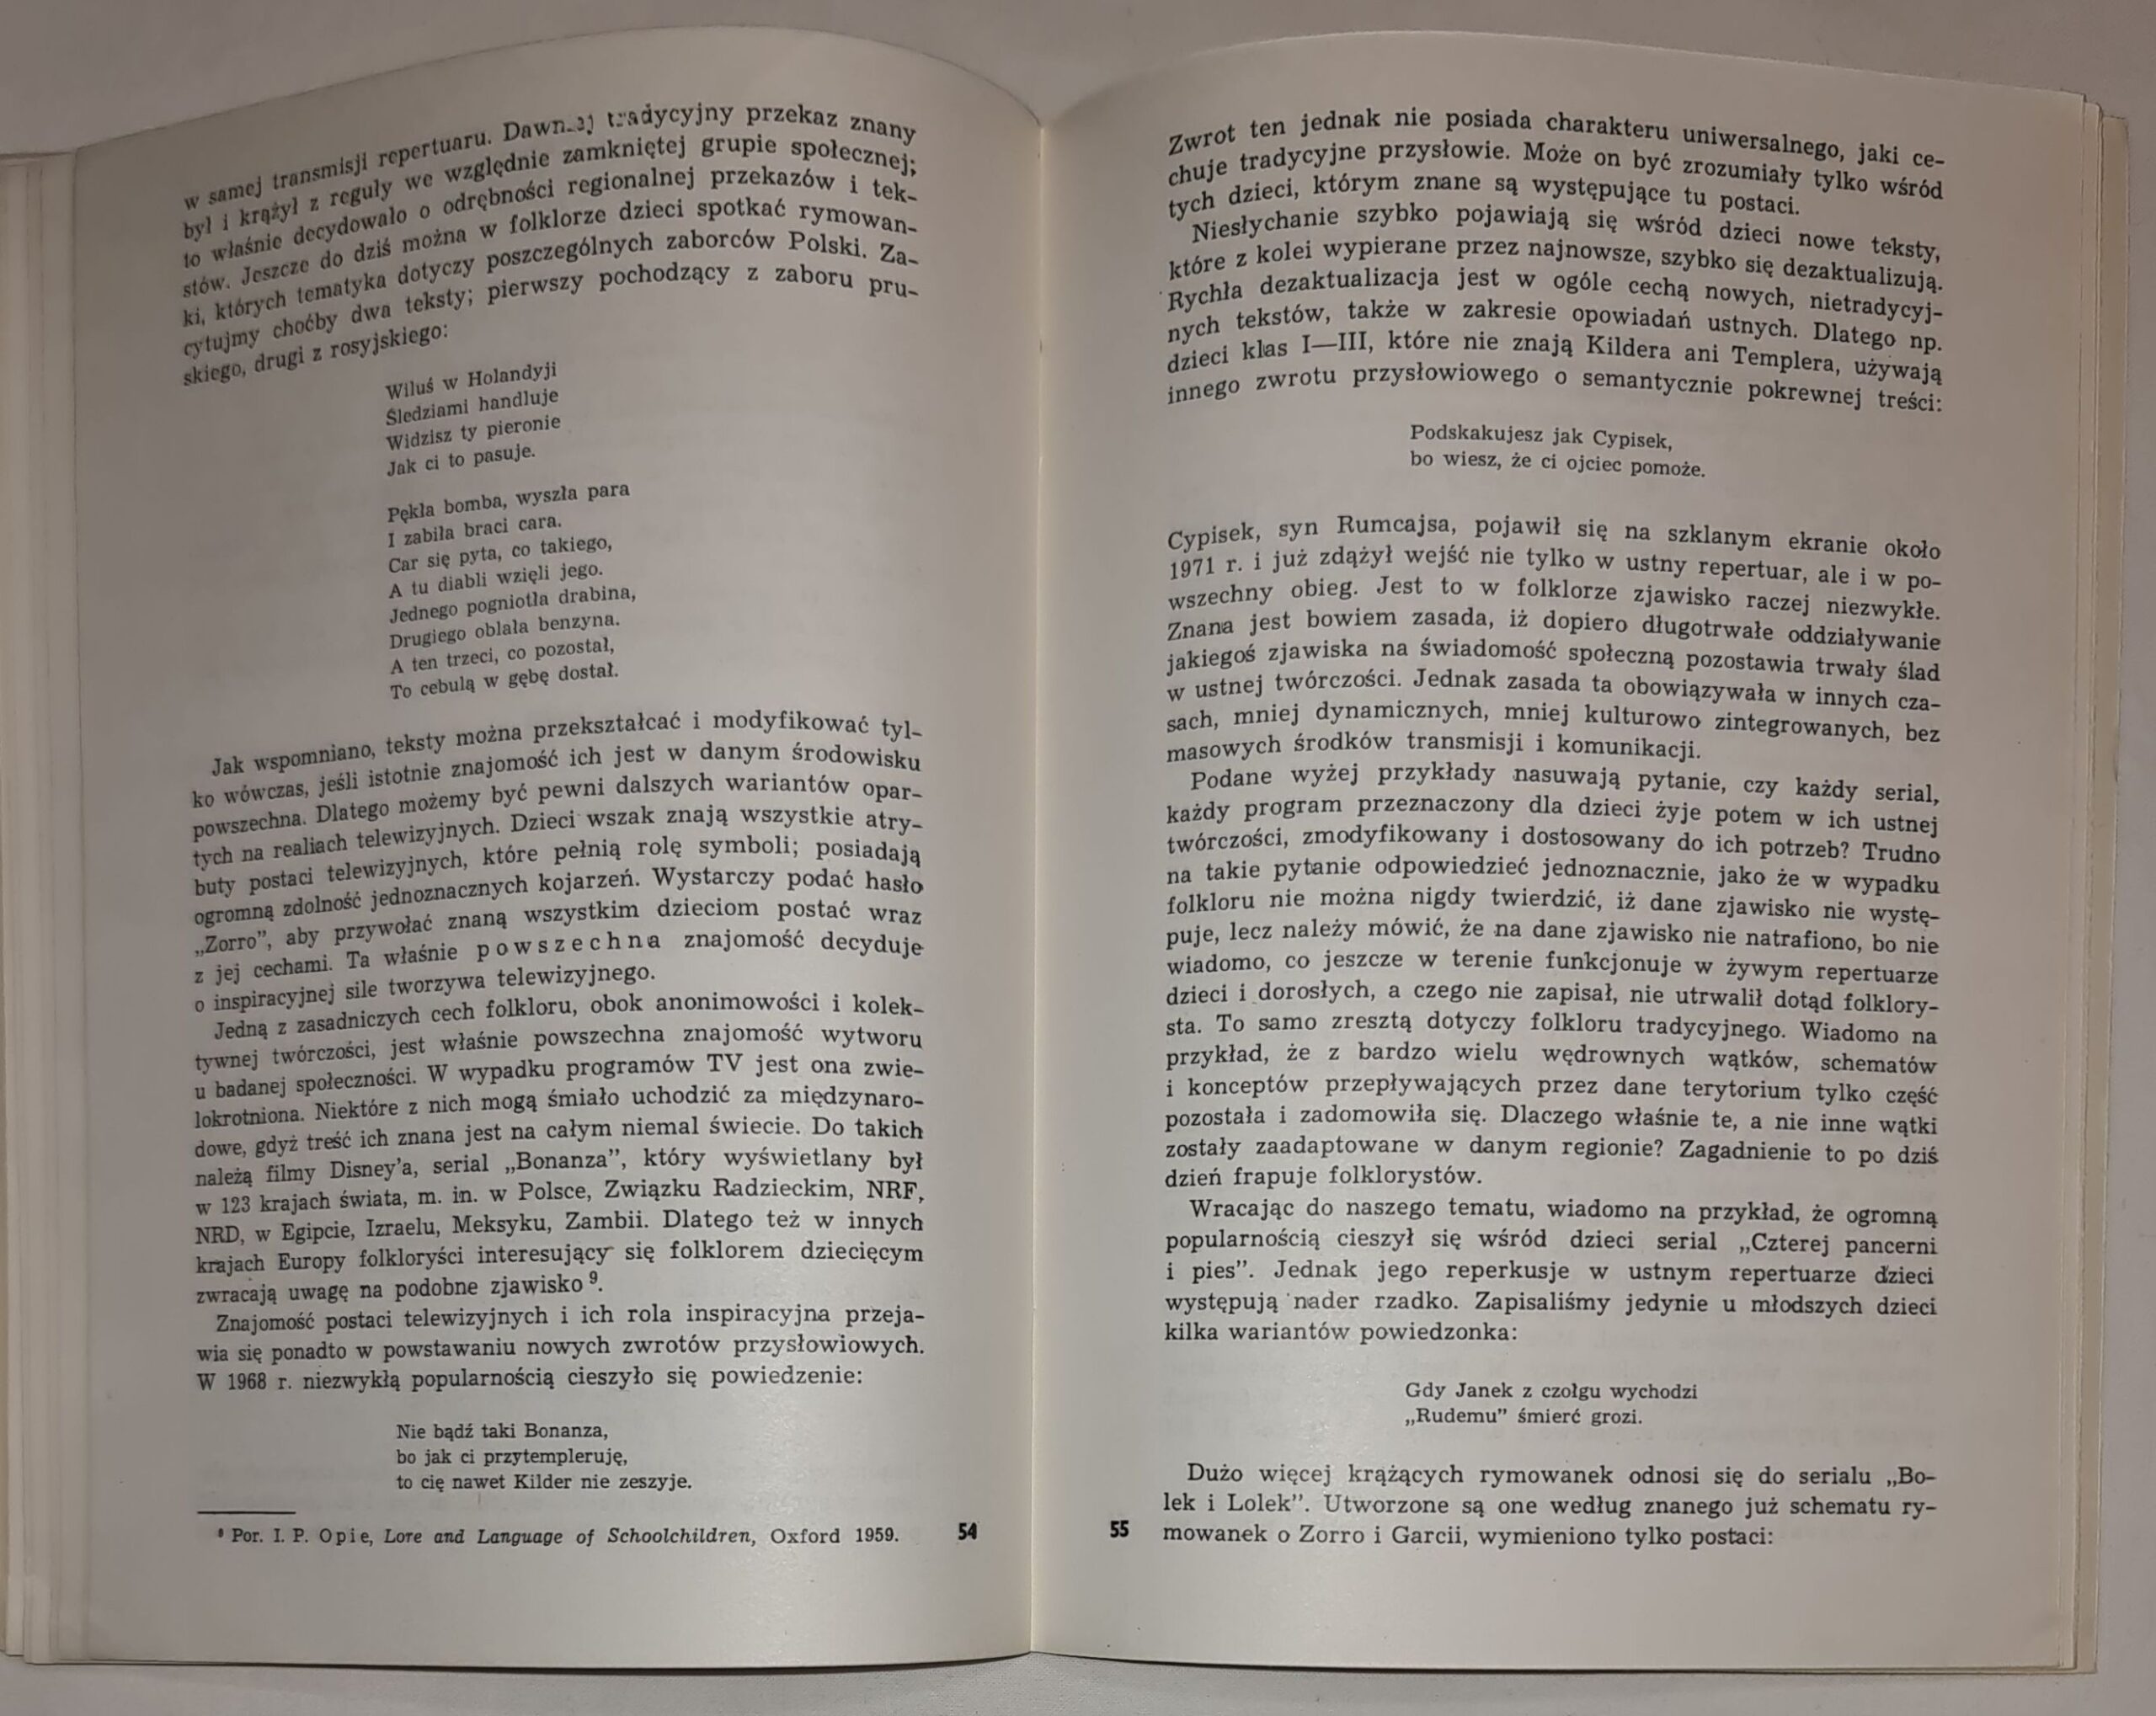 w samej transmisji repertuaru. Dawniej tradycyjny przekaz znany
był i krążył z reguły we względnie zamkniętej grupie społecznej;
to właśnie decydowało o odrębności regionalnej przekazów i tek-
stów. Jeszcze do dziś można w folklorze dzieci spotkać rymowan-
ki, których tematyka dotyczy poszczególnych zaborców Polski. Za-
cytujmy choćby dwa teksty; pierwszy pochodzący z zaboru pru-
skiego, drugi z rosyjskiego:
Wiluś w Holandyji
Śledziami handluje
Widzisz ty pieronie
Jak ci to pasuje.
Pękla bomba, wyszła para
I zabiła braci cara.
Car się pyta, co takiego,
A tu diabli wzięli jego.
Jednego pogniotła drabina,
Drugiego oblała benzyna.
A ten trzeci, co pozostał,
To cebulą w gębę dostał.
Jak wspomniano, teksty można przekształcać i modyfikować tyl-
ko wówczas, jeśli istotnie znajomość ich jest w danym środowisku
powszechna. Dlatego możemy być pewni dalszych wariantów opar-
tych na realiach telewizyjnych. Dzieci wszak znają wszystkie atry-
buty postaci telewizyjnych, które pełnią rolę symboli; posiadają
ogromną zdolność jednoznacznych kojarzeń. Wystarczy podać hasło
„Zorro”, aby przywołać znaną wszystkim dzieciom postać wraz
z jej cechami. Ta właśnie powszechna znajomość decyduje
o inspiracyjnej sile tworzywa telewizyjnego.
Jedną z zasadniczych cech folkloru, obok anonimowości i kolek-
tywnej twórczości, jest właśnie powszechna znajomość wytworu
u badanej społeczności. W wypadku programów TV jest ona zwie-
lokrotniona. Niektóre z nich mogą śmiało uchodzić za międzynaro-
dowe, gdyż treść ich znana jest na całym niemal świecie. Do takich
należą filmy Disney’a, serial „Bonanza”, który wyświetlany był
w 123 krajach świata, m. in. w Polsce, Związku Radzieckim, NRF,
NRD, w Egipcie, Izraelu, Meksyku, Zambii. Dlatego też w innych
krajach Europy folkloryści interesujący się folklorem dziecięcym
zwracają uwagę na podobne zjawisko ⁹.
Znajomość postaci telewizyjnych i ich rola inspiracyjna przeja-
wia się ponadto w powstawaniu nowych zwrotów przysłowiowych.
W 1968 r. niezwykłą popularnością cieszyło się powiedzenie:
Nie bądź taki Bonanza,
bo jak ci przytempleruję,
to cię nawet Kilder nie zeszyje.
⁹ Por. I. P. Opie, Lore and Language of Schoolchildren, Oxford 1959.
54
Zwrot ten jednak nie posiada charakteru uniwersalnego, jaki ce-
chuje tradycyjne przysłowie. Może on być zrozumiały tylko wśród
tych dzieci, którym znane są występujące tu postaci.
Niesłychanie szybko pojawiają się wśród dzieci nowe teksty,
które z kolei wypierane przez najnowsze, szybko się dezaktualizują.
Rychła dezaktualizacja jest w ogóle cechą nowych, nietradycyj-
nych tekstów, także w zakresie opowiadań ustnych. Dlatego np.
dzieci klas I—III, które nie znają Kildera ani Templera, używają
innego zwrotu przysłowiowego o semantycznie pokrewnej treści:
Podskakujesz jak Cypisek,
bo wiesz, że ci ojciec pomoże.
Cypisek, syn Rumcajsa, pojawił się na szklanym ekranie około
1971 r. i już zdążył wejść nie tylko w ustny repertuar, ale i w po-
wszechny obieg. Jest to w folklorze zjawisko raczej niezwykłe.
Znana jest bowiem zasada, iż dopiero długotrwałe oddziaływanie
jakiegoś zjawiska na świadomość społeczną pozostawia trwały ślad
w ustnej twórczości. Jednak zasada ta obowiązywała w innych cza-
sach, mniej dynamicznych, mniej kulturowo zintegrowanych, bez
masowych środków transmisji i komunikacji.
Podane wyżej przykłady nasuwają pytanie, czy każdy serial,
każdy program przeznaczony dla dzieci żyje potem w ich ustnej
twórczości, zmodyfikowany i dostosowany do ich potrzeb? Trudno
na takie pytanie odpowiedzieć jednoznacznie, jako że w wypadku
folkloru nie można nigdy twierdzić, iż dane zjawisko nie wystę-
puje, lecz należy mówić, że na dane zjawisko nie natrafiono, bo nie
wiadomo, co jeszcze w terenie funkcjonuje w żywym repertuarze
dzieci i dorosłych, a czego nie zapisał, nie utrwalił dotąd folklory-
sta. To samo zresztą dotyczy folkloru tradycyjnego. Wiadomo na
przykład, że z bardzo wielu wędrownych wątków, schematów
i konceptów przepływających przez dane terytorium tylko część
pozostała i zadomowiła się. Dlaczego właśnie te, a nie inne wątki
zostały zaadaptowane w danym regionie? Zagadnienie to po dziś
dzień frapuje folklorystów.
Wracając do naszego tematu, wiadomo na przykład, że ogromną
popularnością cieszył się wśród dzieci serial „Czterej pancerni
i pies”. Jednak jego reperkusje w ustnym repertuarze dzieci
występują nader rzadko. Zapisaliśmy jedynie u młodszych dzieci
kilka wariantów powiedzonka:
Gdy Janek z czołgu wychodzi
„Rudemu” śmierć grozi.
Dużo więcej krążących rymowanek odnosi się do serialu „Bo-
lek i Lolek”. Utworzone są one według znanego już schematu ry-
mowanek o Zorro i Garcii, wymieniono tylko postaci:
55